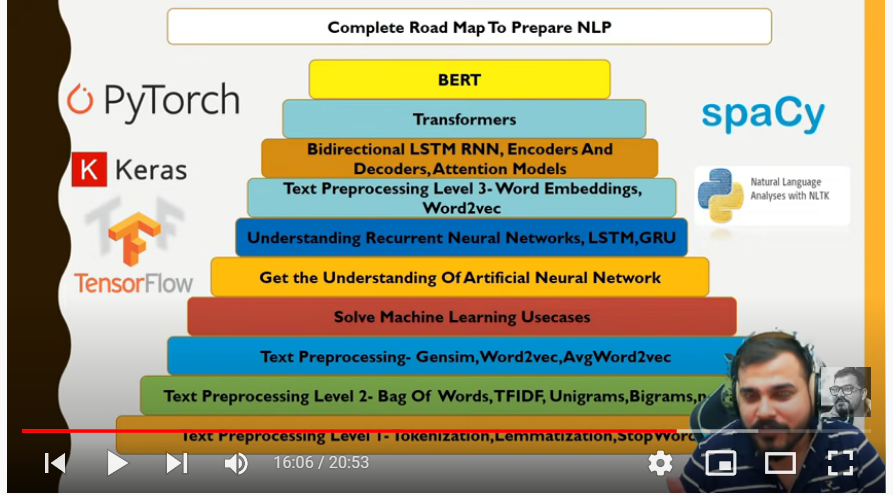 Complete Road Map To Prepare NLP
BERT
Transformers
Bidirectional LSTM RNN, Encoders And
Decoders, Attention Models
Text Preprocessing Level 3- Word Embeddings,
Word2vec
Understanding Recurrent Neural Networks, LSTM,GRU
Get the Understanding Of Artificial Neural Network
Solve Machine Learning Usecases
Text Preprocessing- Gensim,Word2vec,AvgWord2vec
Text Preprocessing Level 2- Bag Of Words,TFIDF, Unigrams,Bigrams,
Text Preprocessing Level 1- Tokenization,Lemmatization,
PyTorch
K Keras
TensorFlow
spaCy
Natural Language
Analyses with NLTK
16:06 / 20:53